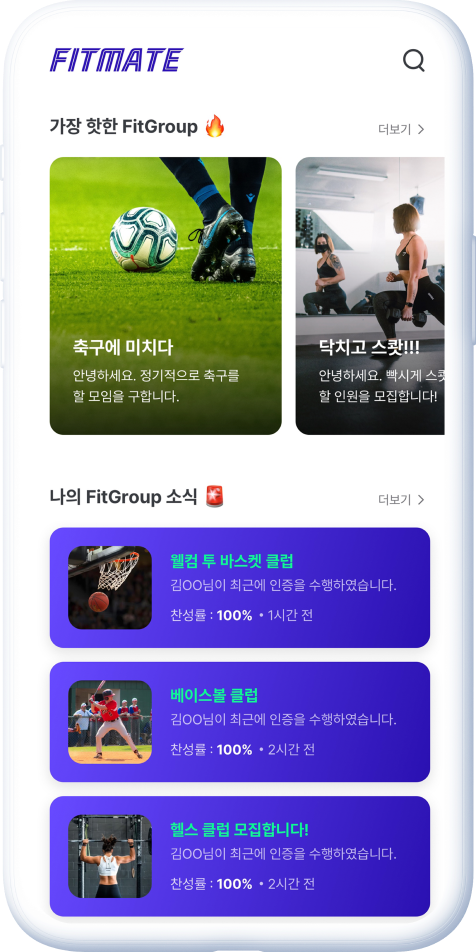 FITMATE
가장 핫한 FitGroup 🔥
더보기 >
축구에 미치다
안녕하세요. 정기적으로 축구를
할 모임을 구합니다.
닥치고 스쾃!!!
안녕하세요. 빡시게 스쾃
할 인원을 모집합니다!
나의 FitGroup 소식 🚨
더보기 >
웰컴 투 바스켓 클럽
김OO님이 최근에 인증을 수행하였습니다.
찬성률 : 100% • 1시간 전
베이스볼 클럽
김OO님이 최근에 인증을 수행하였습니다.
찬성률 : 100% • 2시간 전
헬스 클럽 모집합니다!
김OO님이 최근에 인증을 수행하였습니다.
찬성률 : 100% • 2시간 전